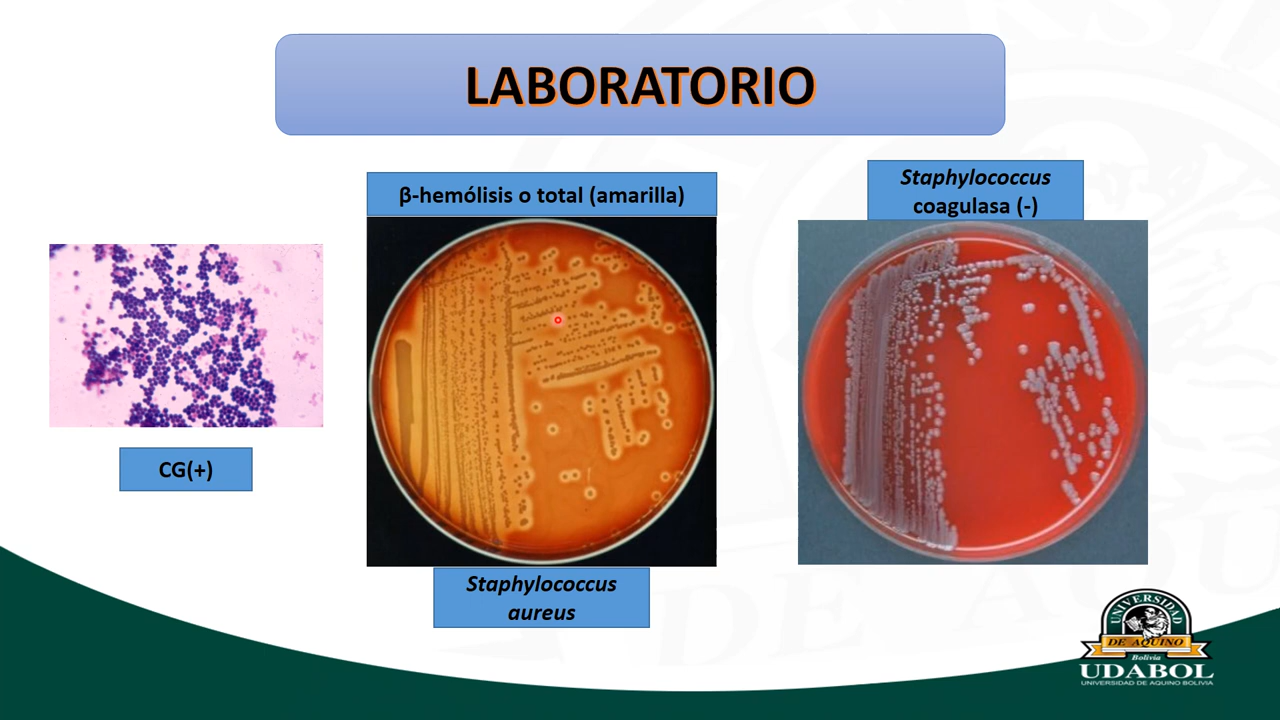 LABORATORIO
β-hemólisis o total (amarilla)
Staphylococcus
coagulasa (-)
CG(+)
Staphylococcus
aureus
UNIVERSIDAD
DE AQUINO
Bolivia
UDABOL
UNIVERSIDAD DE AQUINO BOLIVIA